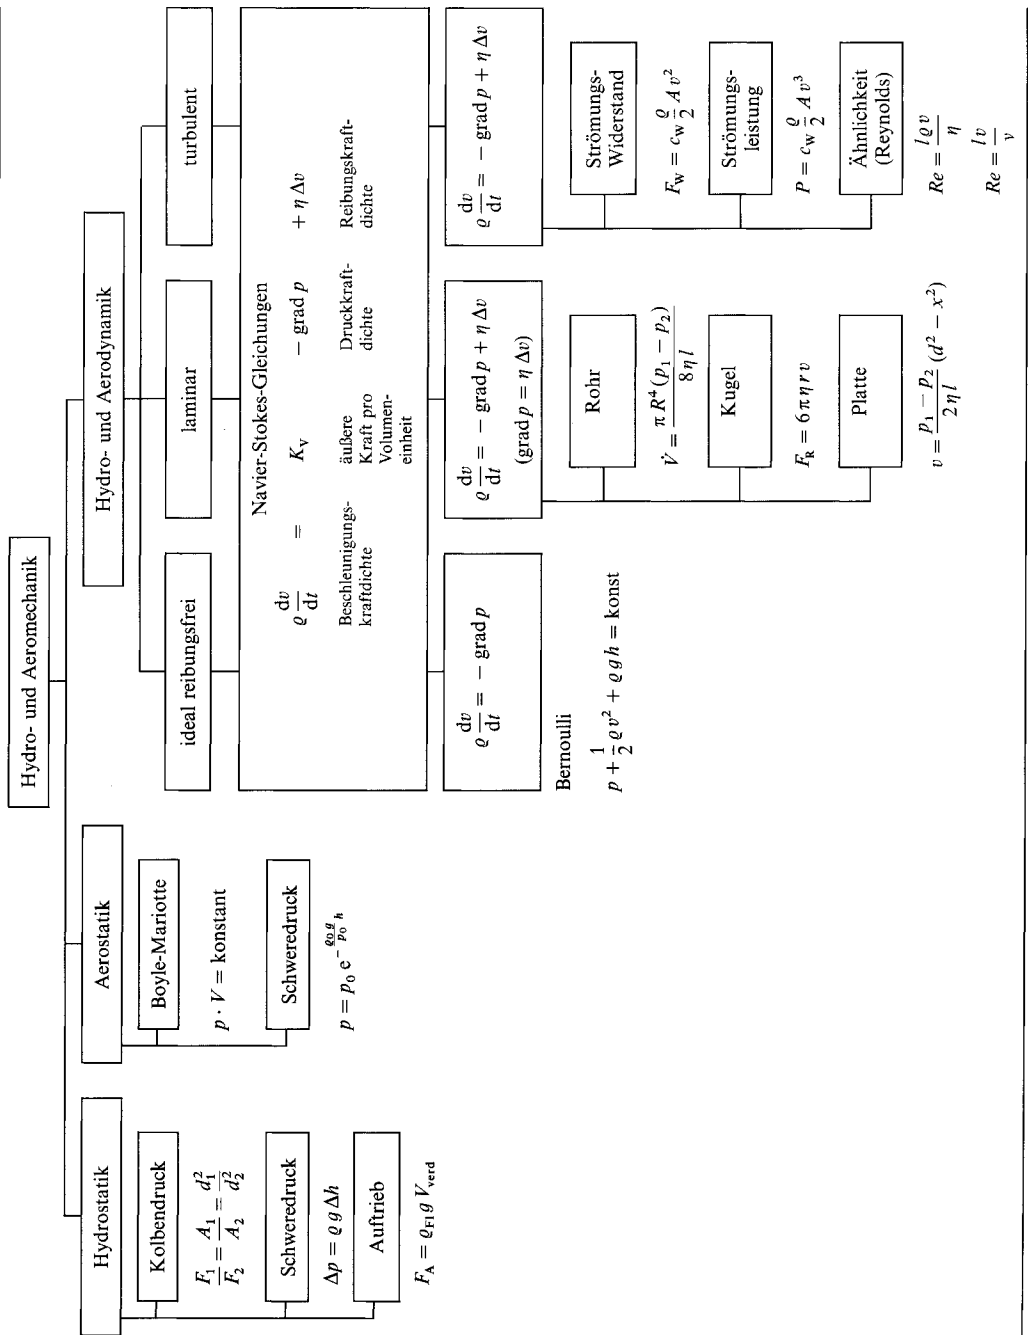 Hydro- und Aeromechanik
Hydrostatik
Kolbendruck
F₁/F₂ = A₁/A₂ = d₁²/d₂²
Schweredruck
Δp = ϱ g Δh
Auftrieb
F_A = ϱ_Fl g V_verd
Aerostatik
Boyle-Mariotte
p · V = konstant
Schweredruck
p = p₀ e^(−(ϱ₀ g/p₀) h)
Hydro- und Aerodynamik
ideal reibungsfrei
laminar
turbulent
Navier-Stokes-Gleichungen
ϱ dv/dt = K_V − grad p + η Δv
Beschleunigungs-
kraftdichte
äußere
Kraft pro
Volumen-
einheit
Druckkraft-
dichte
Reibungskraft-
dichte
ϱ dv/dt = − grad p
Bernoulli
p + 1/2 ϱ v² + ϱ g h = konst
ϱ dv/dt = − grad p + η Δv
(grad p = η Δv)
Rohr
V̇ = π R⁴ (p₁ − p₂)/8 η l
Kugel
F_R = 6 π η r v
Platte
v = (p₁ − p₂)/2 η l (d² − x²)
ϱ dv/dt = − grad p + η Δv
Strömungs-
Widerstand
F_W = c_W ϱ/2 A v²
Strömungs-
leistung
P = c_W ϱ/2 A v³
Ähnlichkeit
(Reynolds)
Re = l ϱ v/η
Re = l v/ν